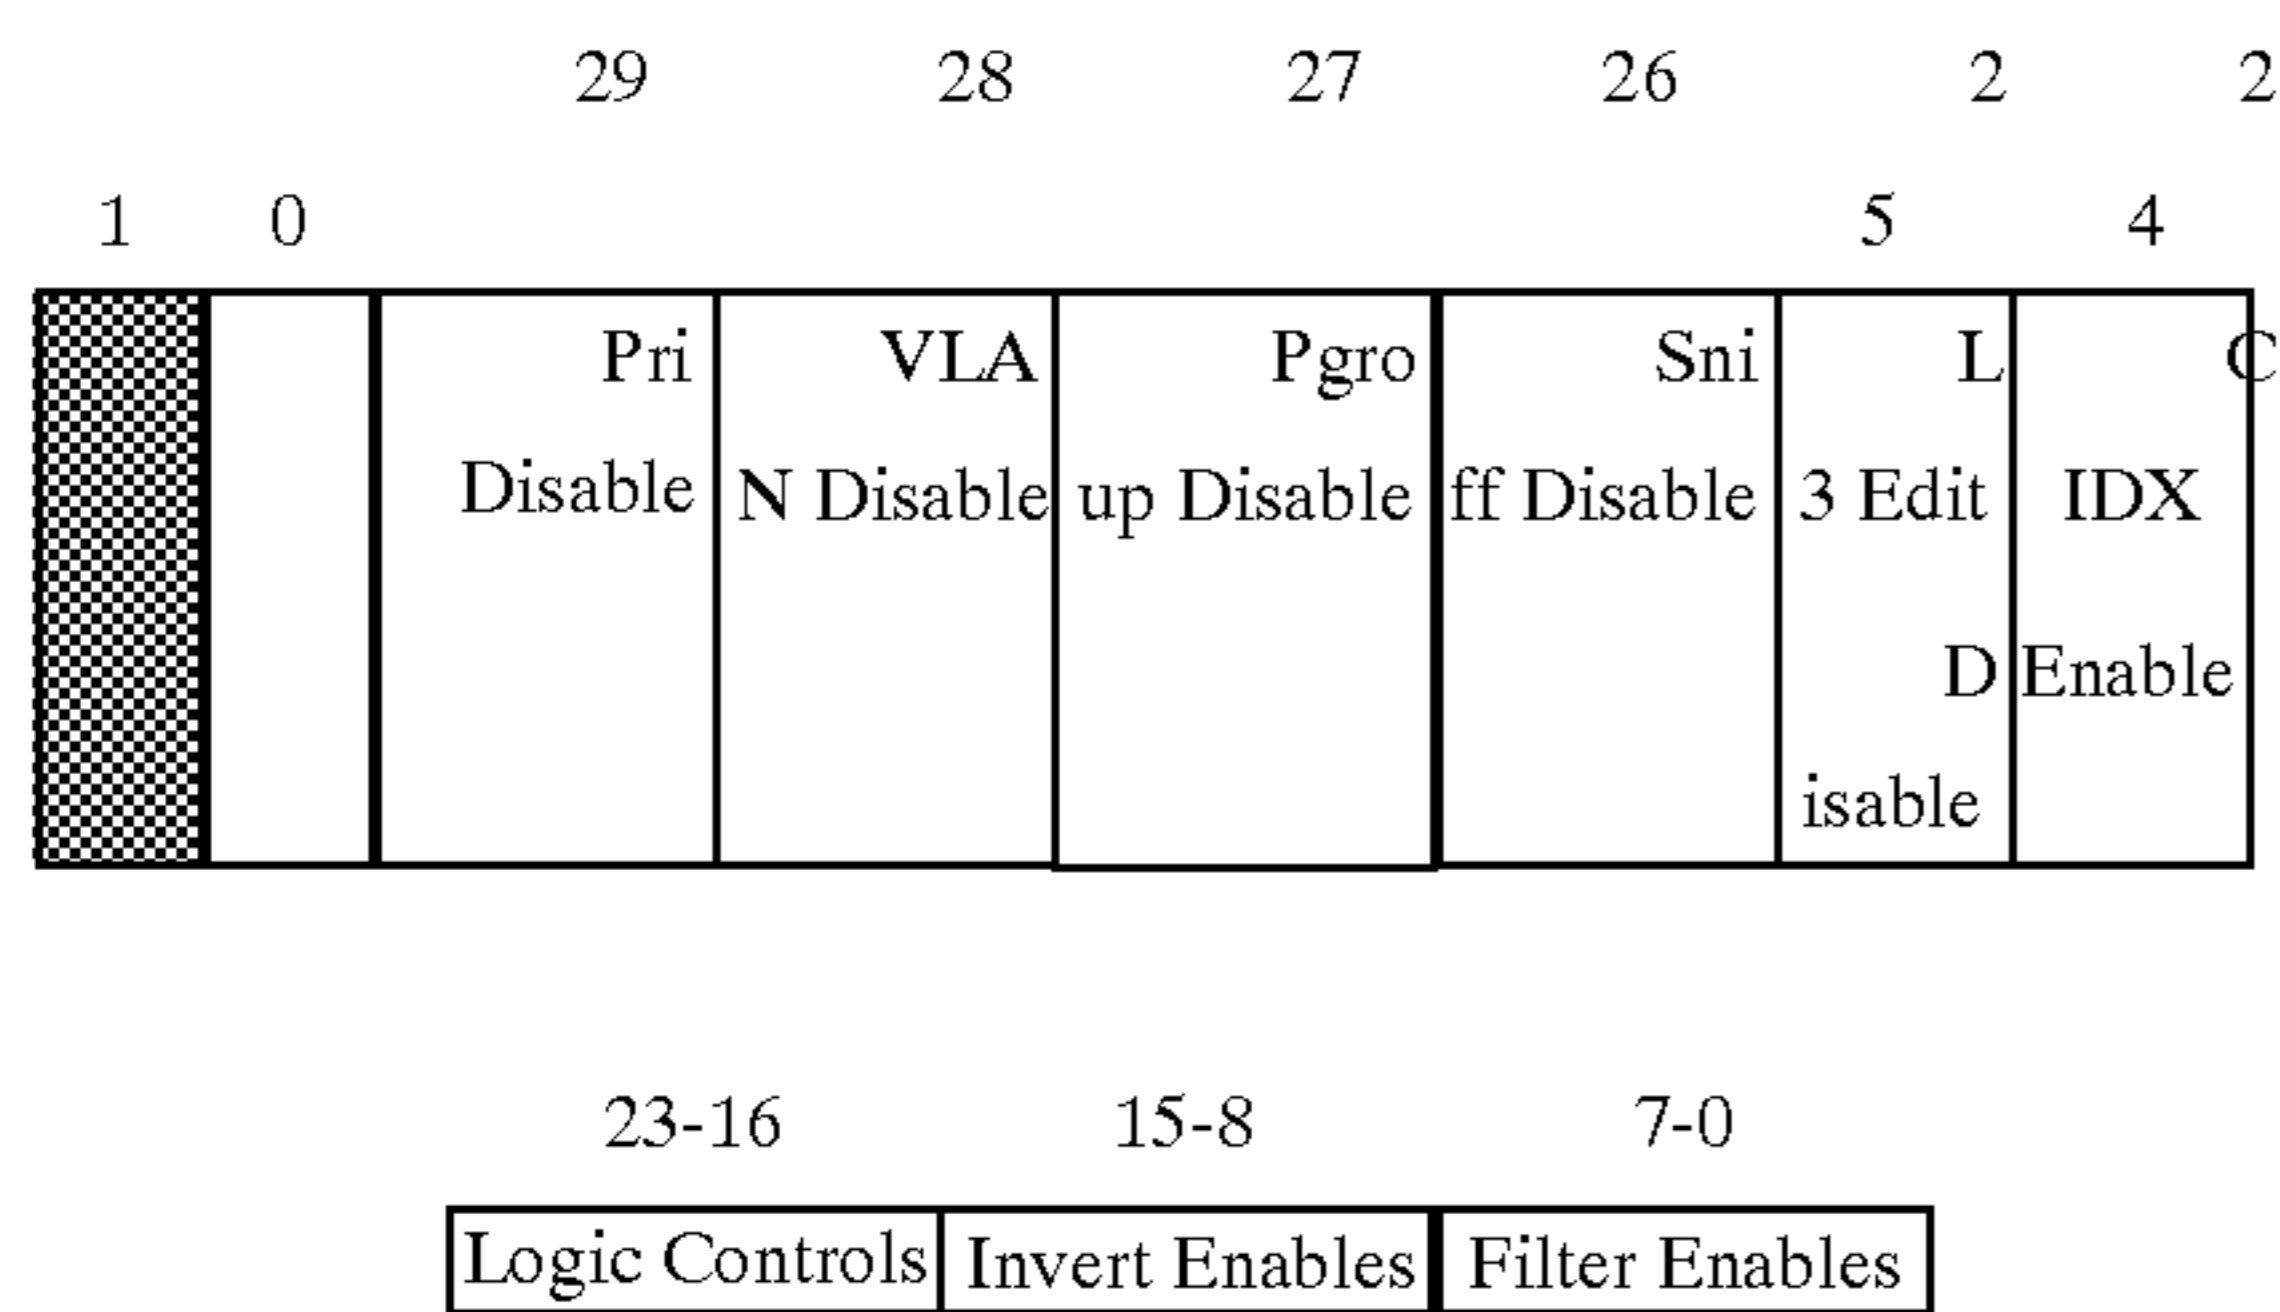 29 28 27 26 2 2
1 0 5 4
Pri VLA Pgro Sni L C
Disable N Disable up Disable ff Disable 3 Edit IDX
D Enable
isable
23-16 15-8 7-0
Logic Controls Invert Enables Filter Enables